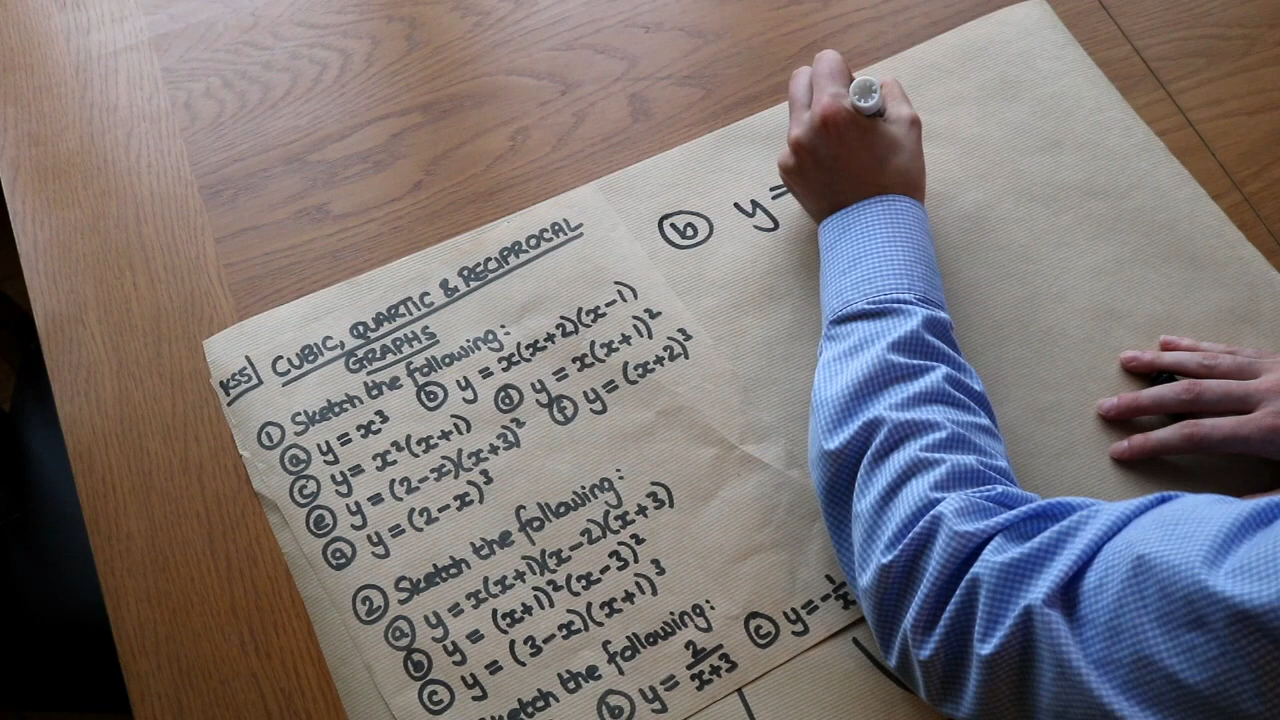 KS5 CUBIC, QUARTIC & RECIPROCAL
GRAPHS
① Sketch the following:
ⓐ y = x³ ⓑ y = x(x+2)(x-1)
ⓒ y = x²(x+1) ⓓ y = x(x+1)²
ⓔ y = (2-x)(x+3)² ⓕ y = (x+2)³
ⓖ y = (2-x)³
② Sketch the following:
ⓐ y = x(x+1)(x-2)(x+3)
ⓑ y = (x+1)²(x-3)²
ⓒ y = (3-x)(x+1)³
Sketch the following:
ⓑ y = 2/(x+3) ⓒ y = -1/x
ⓑ y =